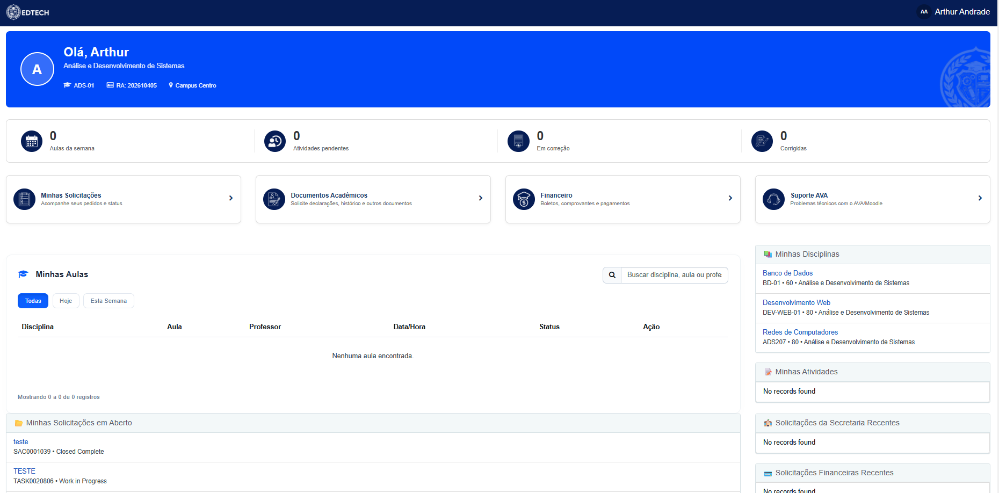 EDTECH
AA Arthur Andrade
A
Olá, Arthur
Análise e Desenvolvimento de Sistemas
ADS-01 RA: 202610405 Campus Centro
0
Aulas da semana
0
Atividades pendentes
0
Em correção
0
Corrigidas
Minhas Solicitações
Acompanhe seus pedidos e status
Documentos Acadêmicos
Solicite declarações, histórico e outros documentos
Financeiro
Boletos, comprovantes e pagamentos
Suporte AVA
Problemas técnicos com o AVA/Moodle
Minhas Aulas
Buscar disciplina, aula ou profe
Todas Hoje Esta Semana
Disciplina Aula Professor Data/Hora Status Ação
Nenhuma aula encontrada.
Mostrando 0 a 0 de 0 registros
Minhas Solicitações em Aberto
teste
SAC0001039 • Closed Complete
TESTE
TASK0020806 • Work in Progress
Minhas Disciplinas
Banco de Dados
BD-01 • 60 • Análise e Desenvolvimento de Sistemas
Desenvolvimento Web
DEV-WEB-01 • 80 • Análise e Desenvolvimento de Sistemas
Redes de Computadores
ADS207 • 80 • Análise e Desenvolvimento de Sistemas
Minhas Atividades
No records found
Solicitações da Secretaria Recentes
No records found
Solicitações Financeiras Recentes
No records found